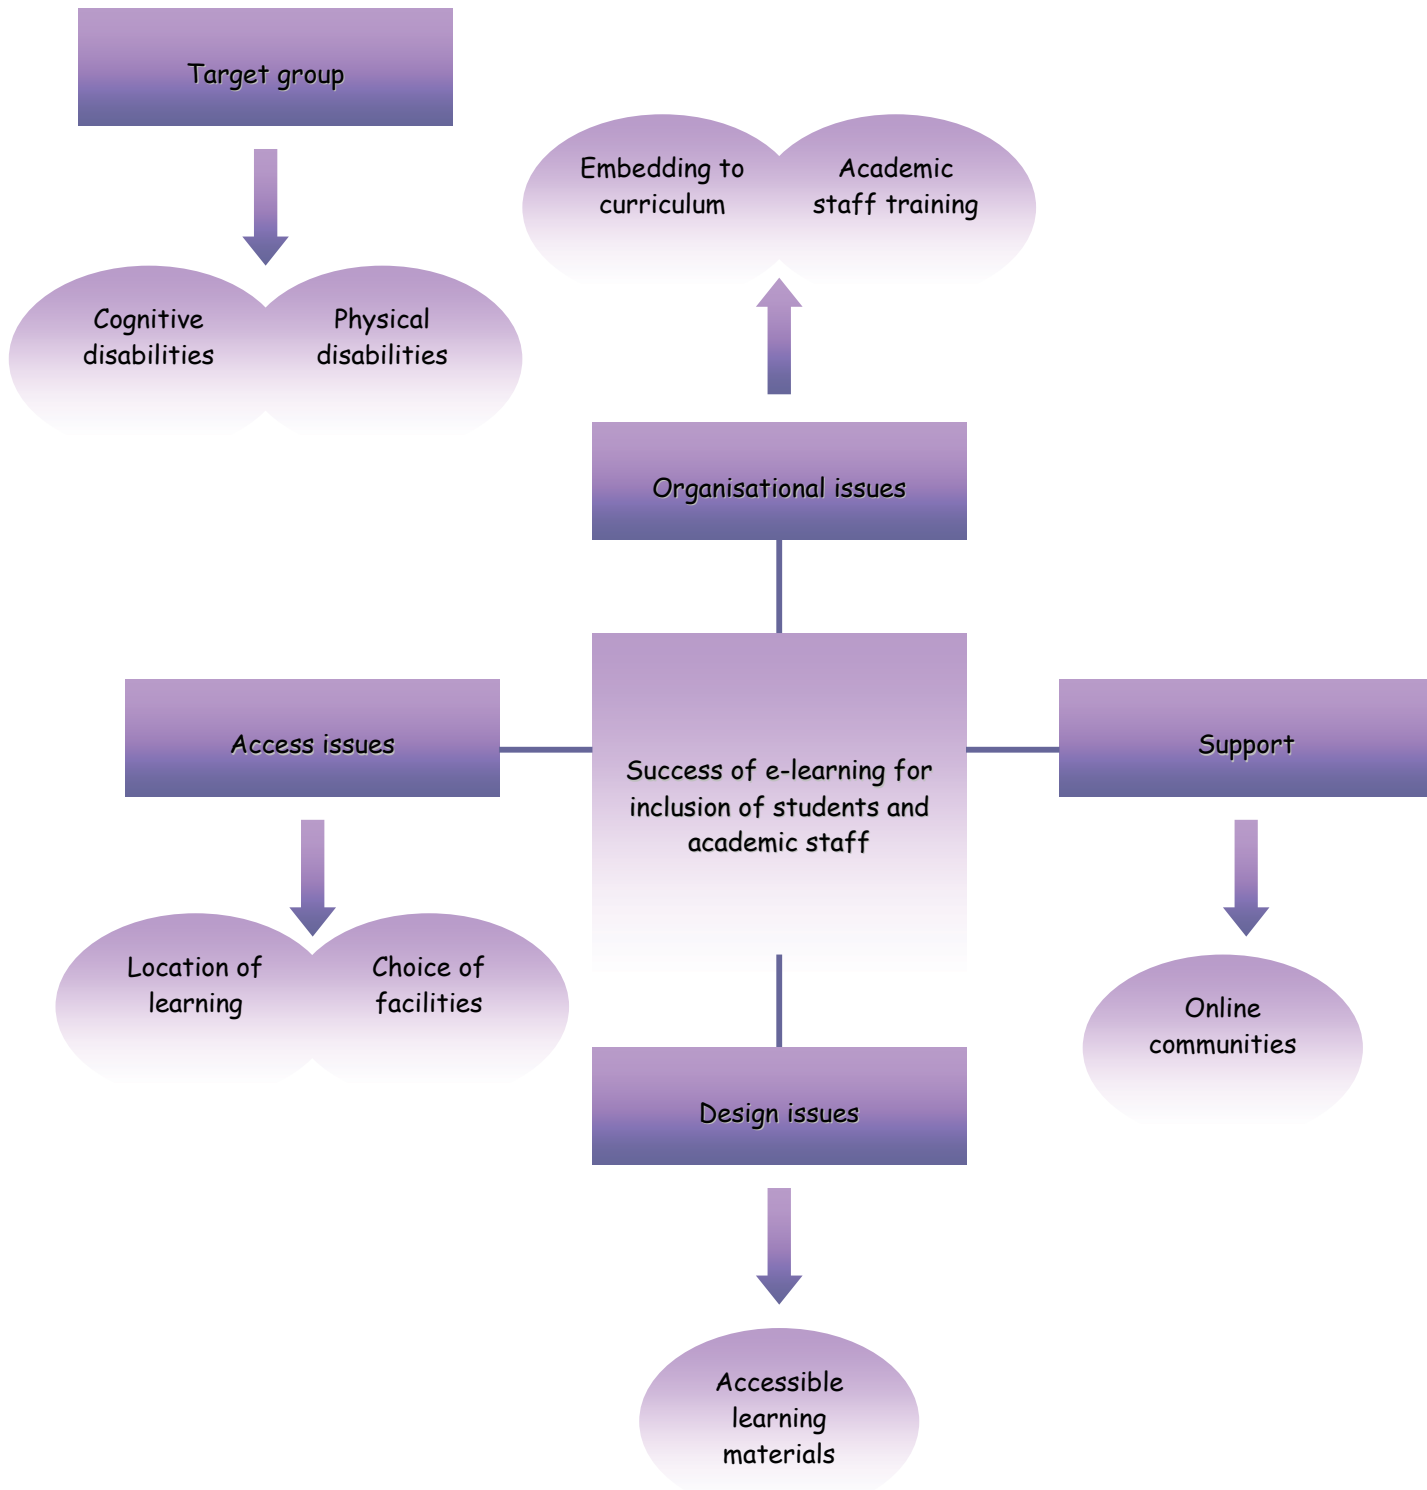 Target group
Embedding to
curriculum
Academic
staff training
Cognitive
disabilities
Physical
disabilities
Organisational issues
Access issues
Success of e-learning for
inclusion of students and
academic staff
Support
Location of
learning
Choice of
facilities
Online
communities
Design issues
Accessible
learning
materials